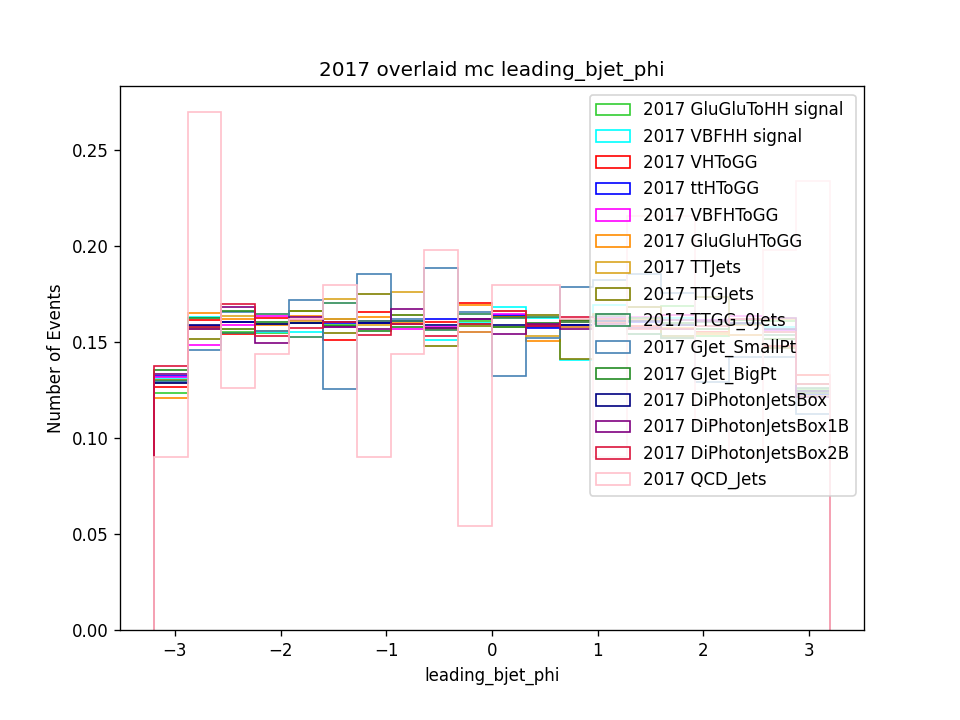 2017 overlaid mc leading_bjet_phi
Number of Events
0.25
0.20
0.15
0.10
0.05
0.00
−3
−2
−1
0
1
2
3
leading_bjet_phi
2017 GluGluToHH signal
2017 VBFHH signal
2017 VHToGG
2017 ttHToGG
2017 VBFHToGG
2017 GluGluHToGG
2017 TTJets
2017 TTGJets
2017 TTGG_0Jets
2017 GJet_SmallPt
2017 GJet_BigPt
2017 DiPhotonJetsBox
2017 DiPhotonJetsBox1B
2017 DiPhotonJetsBox2B
2017 QCD_Jets